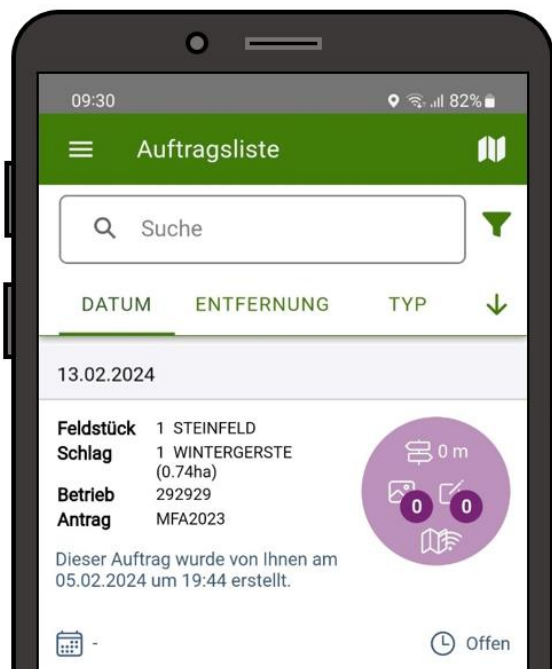 09:30 82%
Auftragsliste
Suche
DATUM ENTFERNUNG TYP
13.02.2024
Feldstück 1 STEINFELD
Schlag 1 WINTERGERSTE
(0.74ha)
Betrieb 292929
Antrag MFA2023
0 m
0 0
Dieser Auftrag wurde von Ihnen am
05.02.2024 um 19:44 erstellt.
- Offen